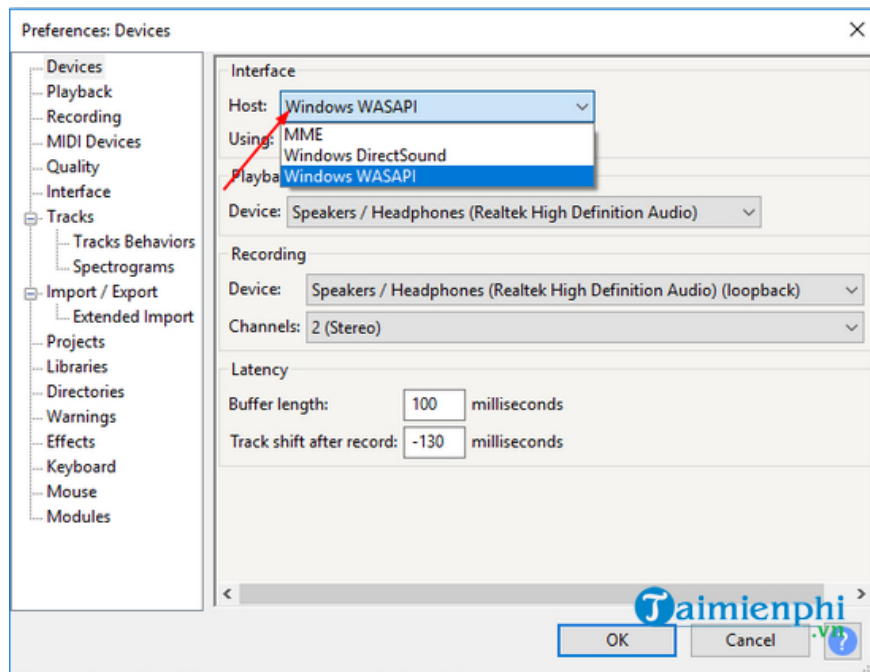 Preferences: Devices
Devices
Playback
Recording
MIDI Devices
Quality
Interface
Tracks
Tracks Behaviors
Spectrograms
Import / Export
Extended Import
Projects
Libraries
Directories
Warnings
Effects
Keyboard
Mouse
Modules
Interface
Host: Windows WASAPI
Using: MME
Windows DirectSound
Playba Windows WASAPI
Device: Speakers / Headphones (Realtek High Definition Audio)
Recording
Device: Speakers / Headphones (Realtek High Definition Audio) (loopback)
Channels: 2 (Stereo)
Latency
Buffer length: 100 milliseconds
Track shift after record: -130 milliseconds
Taimienphi
.vn
OK Cancel ?